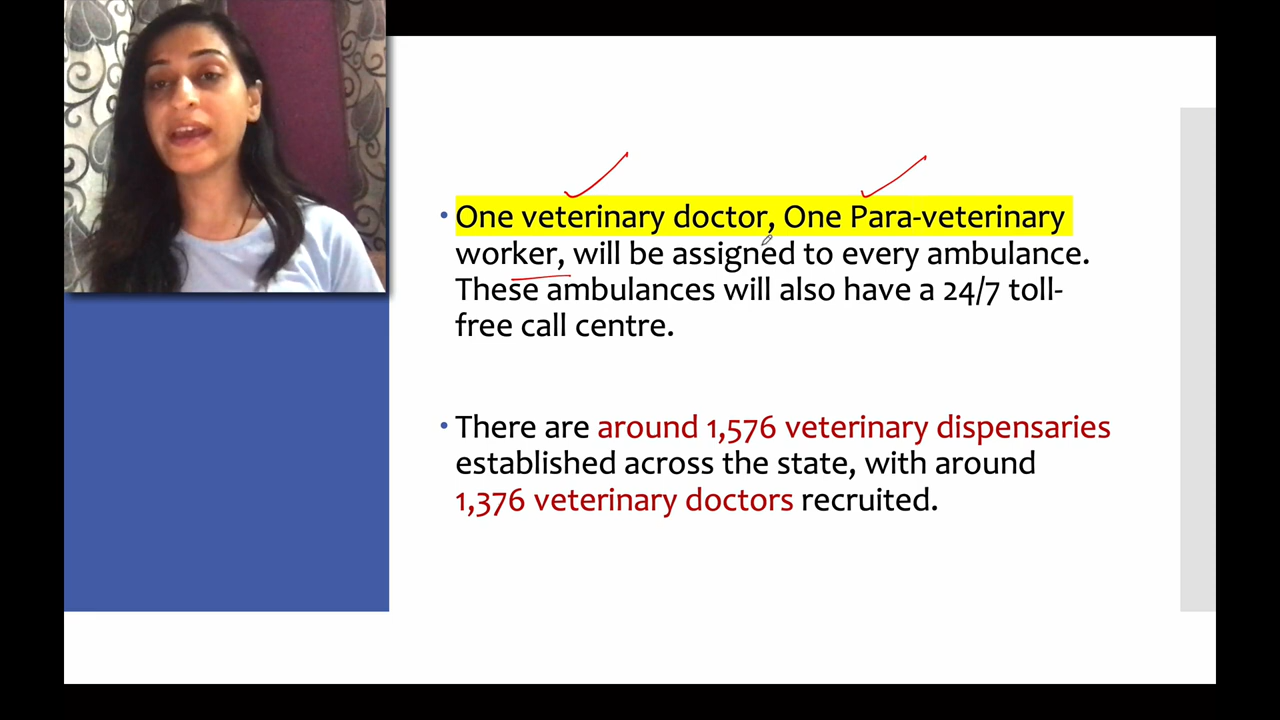 • One veterinary doctor, One Para-veterinary
worker, will be assigned to every ambulance.
These ambulances will also have a 24/7 toll-
free call centre.
• There are around 1,576 veterinary dispensaries
established across the state, with around
1,376 veterinary doctors recruited.